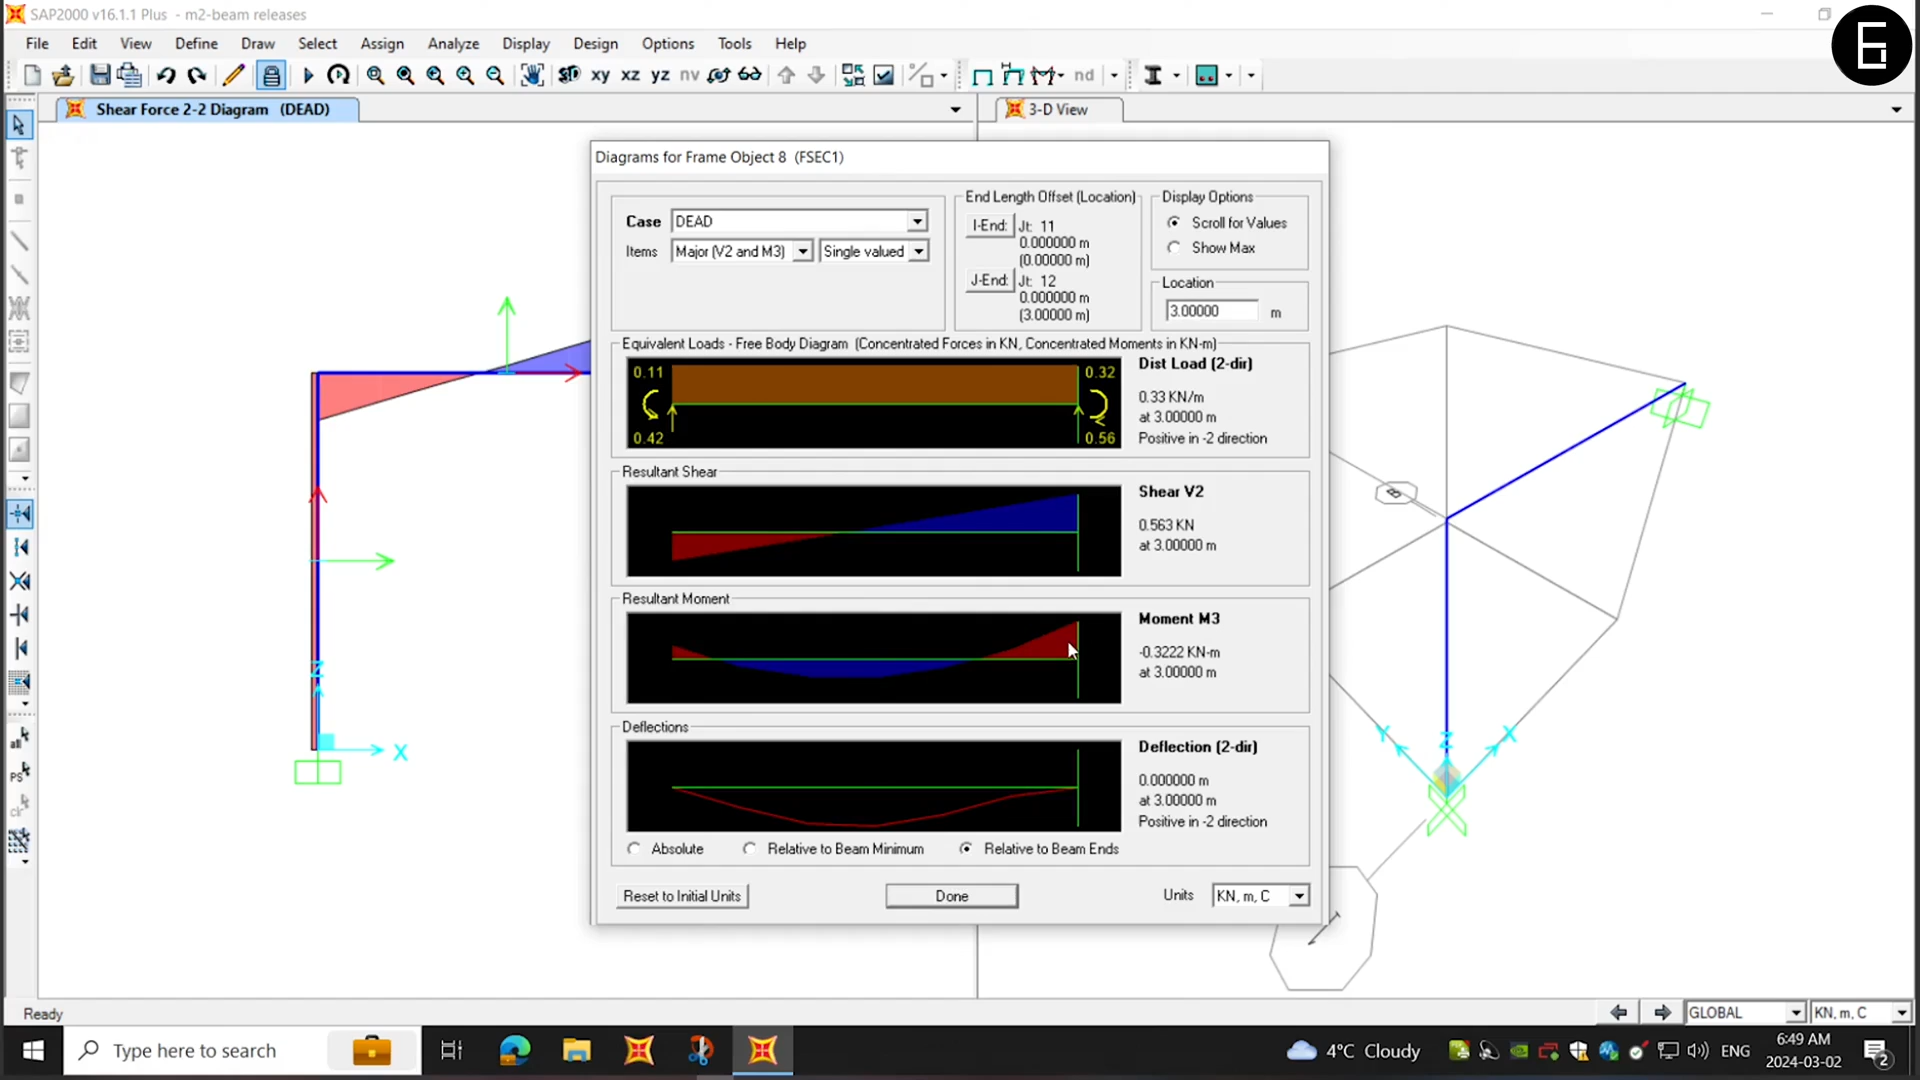 SAP2000 v16.1.1 Plus - m2-beam releases
File Edit View Define Draw Select Assign Analyze Display Design Options Tools Help
xy xz yz nv nd
Shear Force 2-2 Diagram (DEAD)
3-D View
Diagrams for Frame Object 8 (FSEC1)
Case DEAD
Items Major (V2 and M3) Single valued
End Length Offset (Location)
I-End: Jt: 11
0.000000 m
(0.00000 m)
J-End: Jt: 12
0.000000 m
(3.00000 m)
Display Options
Scroll for Values
Show Max
Location
3.00000 m
Equivalent Loads - Free Body Diagram (Concentrated Forces in KN, Concentrated Moments in KN-m)
0.11 0.32
0.42 0.56
Dist Load (2-dir)
0.33 KN/m
at 3.00000 m
Positive in -2 direction
Resultant Shear
Shear V2
0.563 KN
at 3.00000 m
Resultant Moment
Moment M3
-0.3222 KN-m
at 3.00000 m
Deflections
Deflection (2-dir)
0.000000 m
at 3.00000 m
Positive in -2 direction
Absolute Relative to Beam Minimum Relative to Beam Ends
Reset to Initial Units Done Units KN, m, C
Z
X
Y Z X
B
all
PS
clr
Ready GLOBAL KN, m, C
Type here to search
4°C Cloudy
ENG
6:49 AM
2024-03-02
2